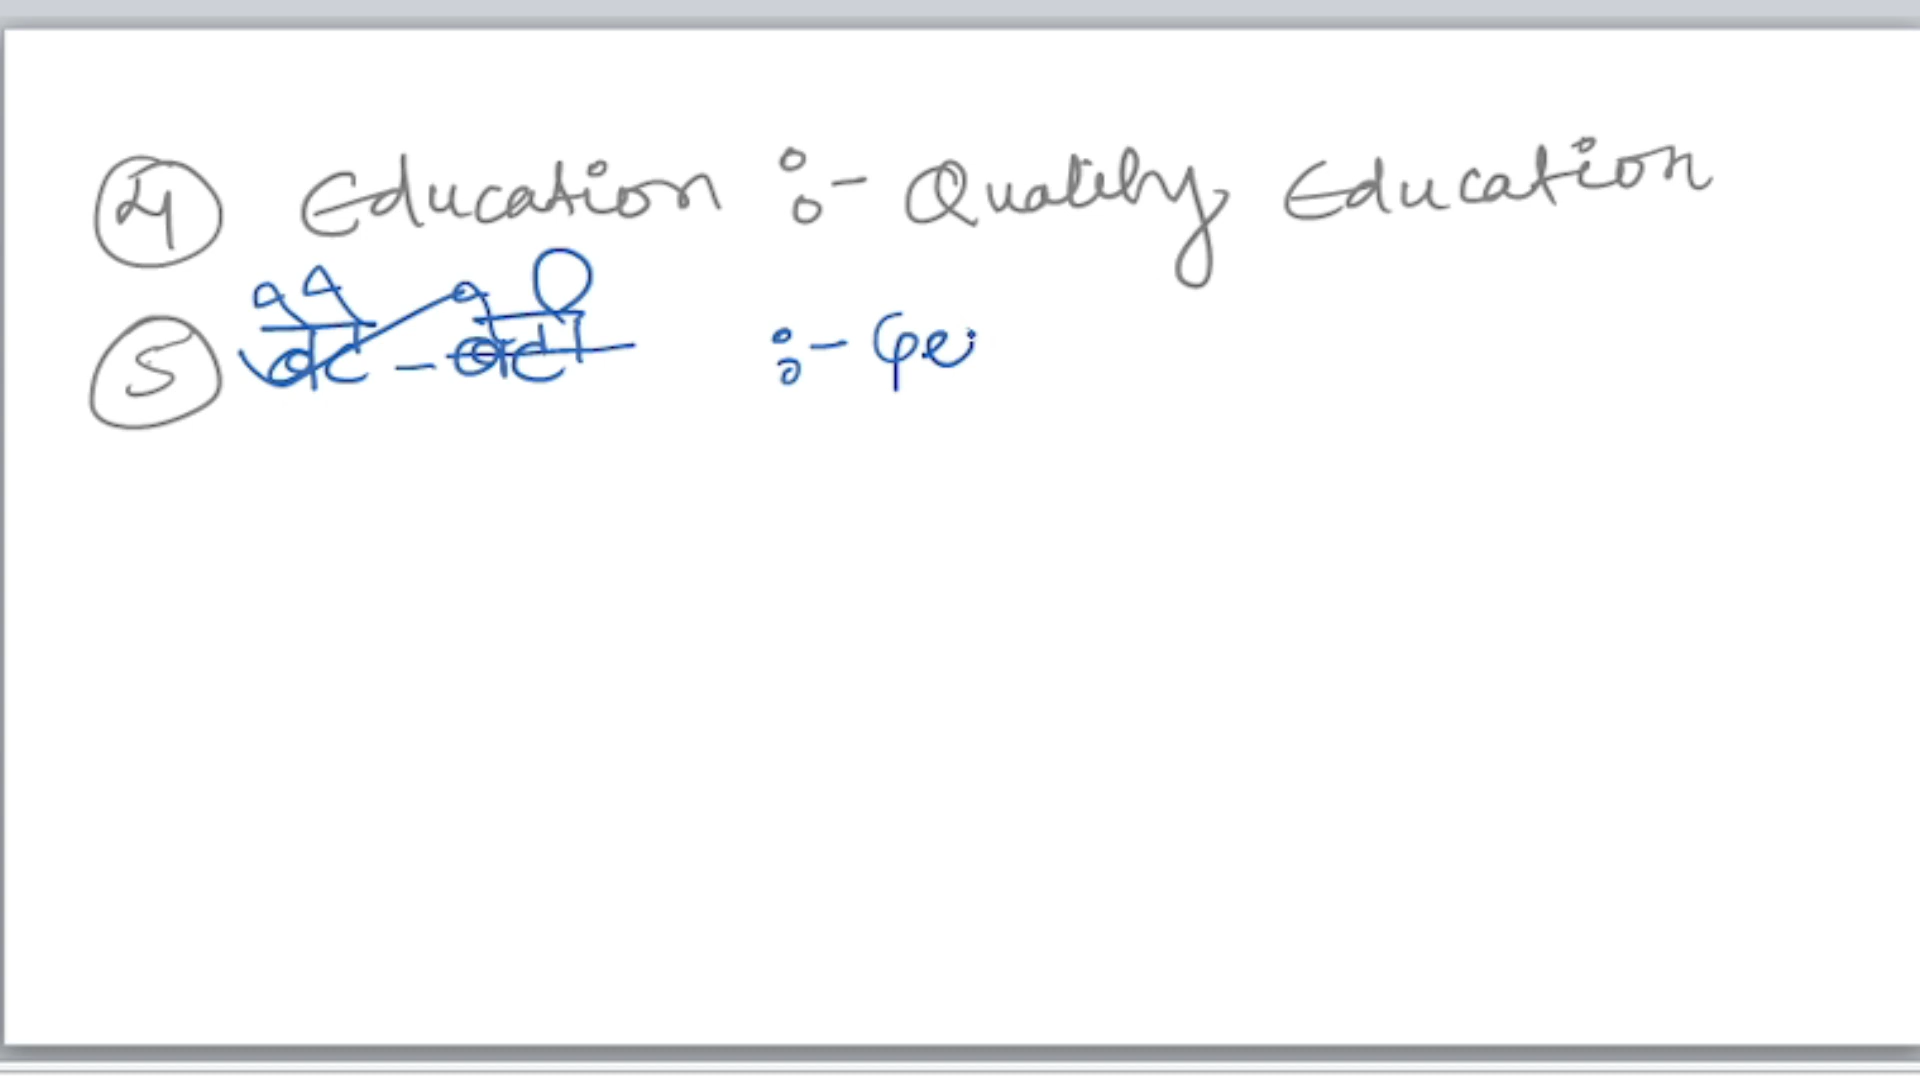 ④ Education :- Quality Education
⑤ बेटे - बेटी :-